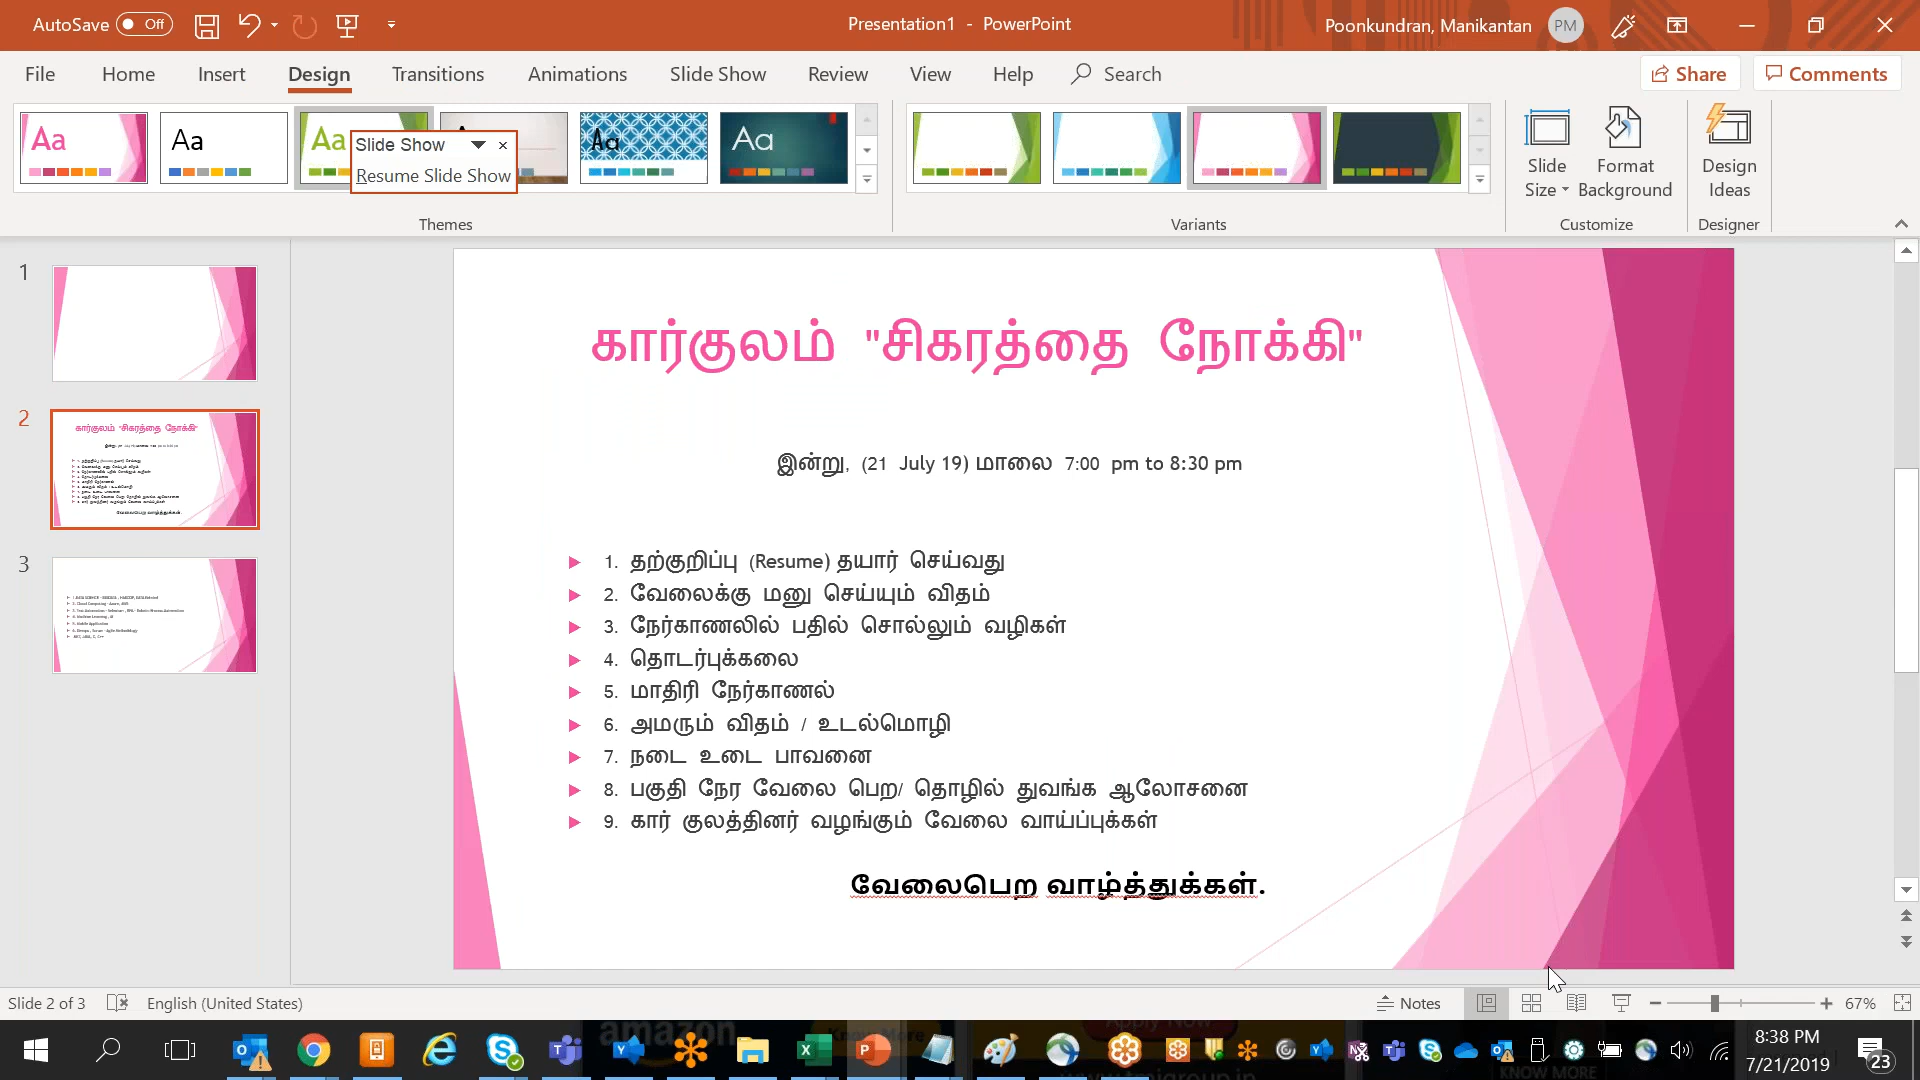 AutoSave Off
Presentation1 - PowerPoint
Poonkundran, Manikantan PM
File Home Insert Design Transitions Animations Slide Show Review View Help Search
Share Comments
Aa Aa Aa Aa Aa
Slide Show
Resume Slide Show
Slide Size
Format Background
Design Ideas
Themes Variants Customize Designer
1
2
3
கார்குலம் "சிகரத்தை நோக்கி"
இன்று, (21 July 19) மாலை 7:00 pm to 8:30 pm
1. தற்குறிப்பு (Resume) தயார் செய்வது
2. வேலைக்கு மனு செய்யும் விதம்
3. நேர்காணலில் பதில் சொல்லும் வழிகள்
4. தொடர்புக்கலை
5. மாதிரி நேர்காணல்
6. அமரும் விதம் / உடல்மொழி
7. நடை உடை பாவனை
8. பகுதி நேர வேலை பெற/ தொழில் துவங்க ஆலோசனை
9. கார் குலத்தினர் வழங்கும் வேலை வாய்ப்புக்கள்
வேலைபெற வாழ்த்துக்கள்.
Slide 2 of 3 English (United States) Notes 67%
8:38 PM
7/21/2019
23